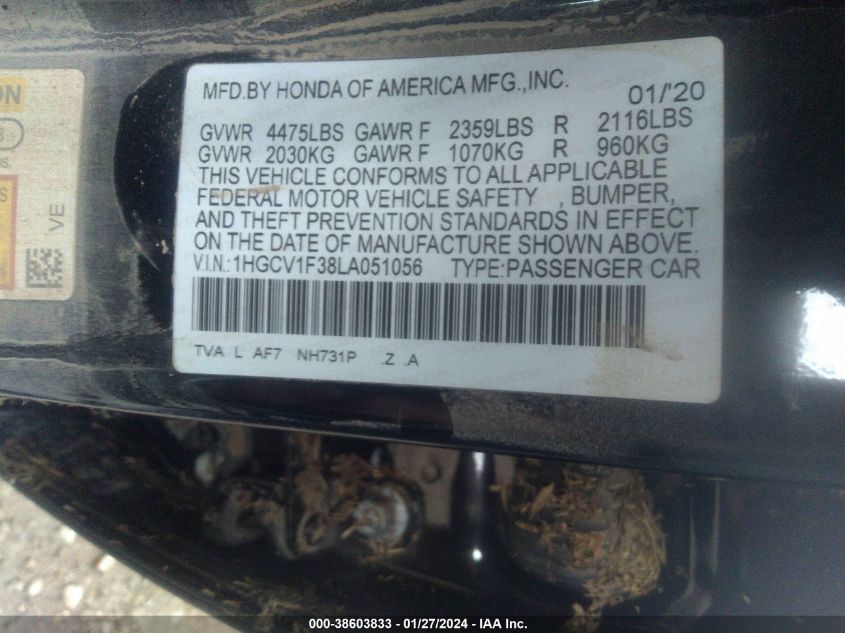 MFD.BY HONDA OF AMERICA MFG.,INC. 01/'20
GVWR 4475LBS GAWR F 2359LBS R 2116LBS
GVWR 2030KG GAWR F 1070KG R 960KG
THIS VEHICLE CONFORMS TO ALL APPLICABLE
FEDERAL MOTOR VEHICLE SAFETY , BUMPER,
AND THEFT PREVENTION STANDARDS IN EFFECT
ON THE DATE OF MANUFACTURE SHOWN ABOVE.
V.I.N.:1HGCV1F38LA051056 TYPE:PASSENGER CAR
TVA L AF7 NH731P .Z .A
ON
3
S
VE
000-38603833 - 01/27/2024 - IAA Inc.